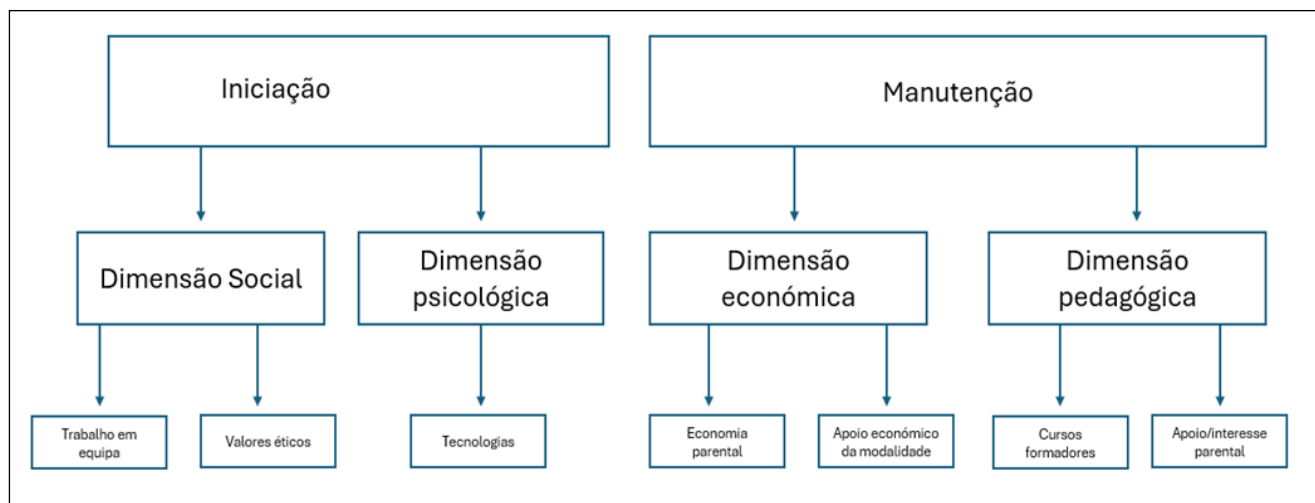 Iniciação
Manutenção
Dimensão Social
Dimensão
psicológica
Dimensão
económica
Dimensão
pedagógica
Trabalho em
equipa
Valores éticos
Tecnologias
Economia
parental
Apoio económico
da modalidade
Cursos
formadores
Apoio/interesse
parental